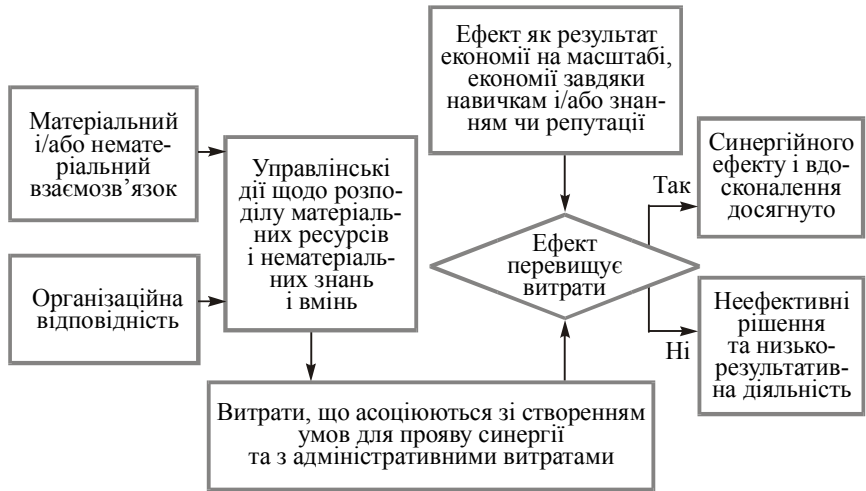 Матеріальний
і/або немате-
ріальний
взаємозв’язок
Організаційна
відповідність
Управлінські
дії щодо розпо-
ділу матеріаль-
них ресурсів
і нематеріаль-
них знань
і вмінь
Витрати, що асоціюються зі створенням
умов для прояву синергії
та з адміністративними витратами
Ефект як результат
економії на масштабі,
економії завдяки
навичкам і/або знан-
ням чи репутації
Ефект
перевищує
витрати
Так
Синергійного
ефекту і вдо-
сконалення
досягнуто
Ні
Неефективні
рішення
та низько-
результатив-
на діяльність